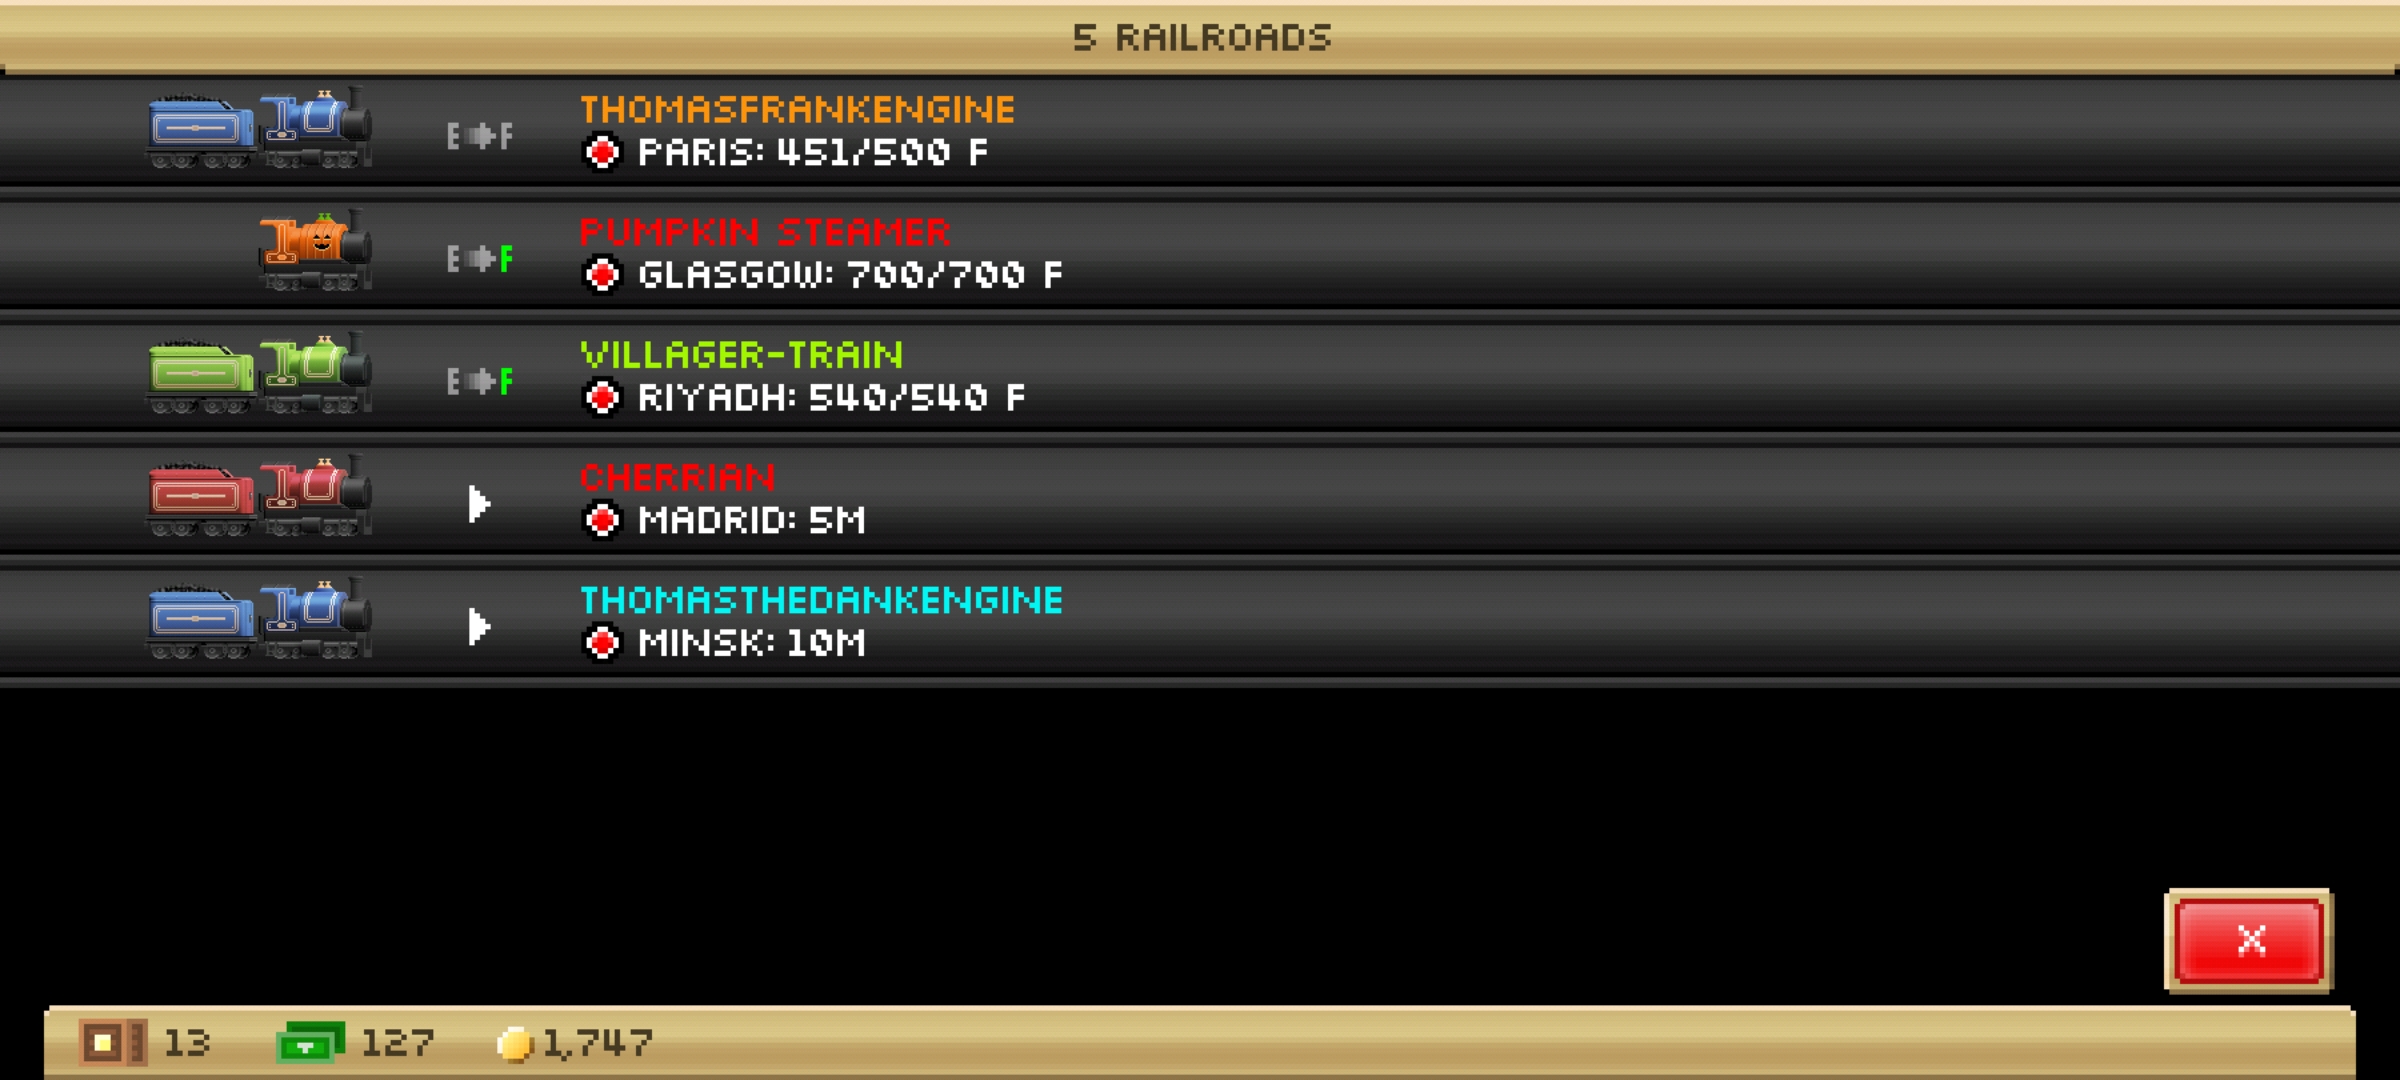 5 RAILROADS
THOMASFRANKENGINE
E F
PARIS: 451/500 F
PUMPKIN STEAMER
E F
GLASGOW: 700/700 F
VILLAGER-TRAIN
E F
RIYADH: 540/540 F
CHERRIAN
MADRID: 5M
THOMASTHEDANKENGINE
MINSK: 10M
X
13 127 1,747